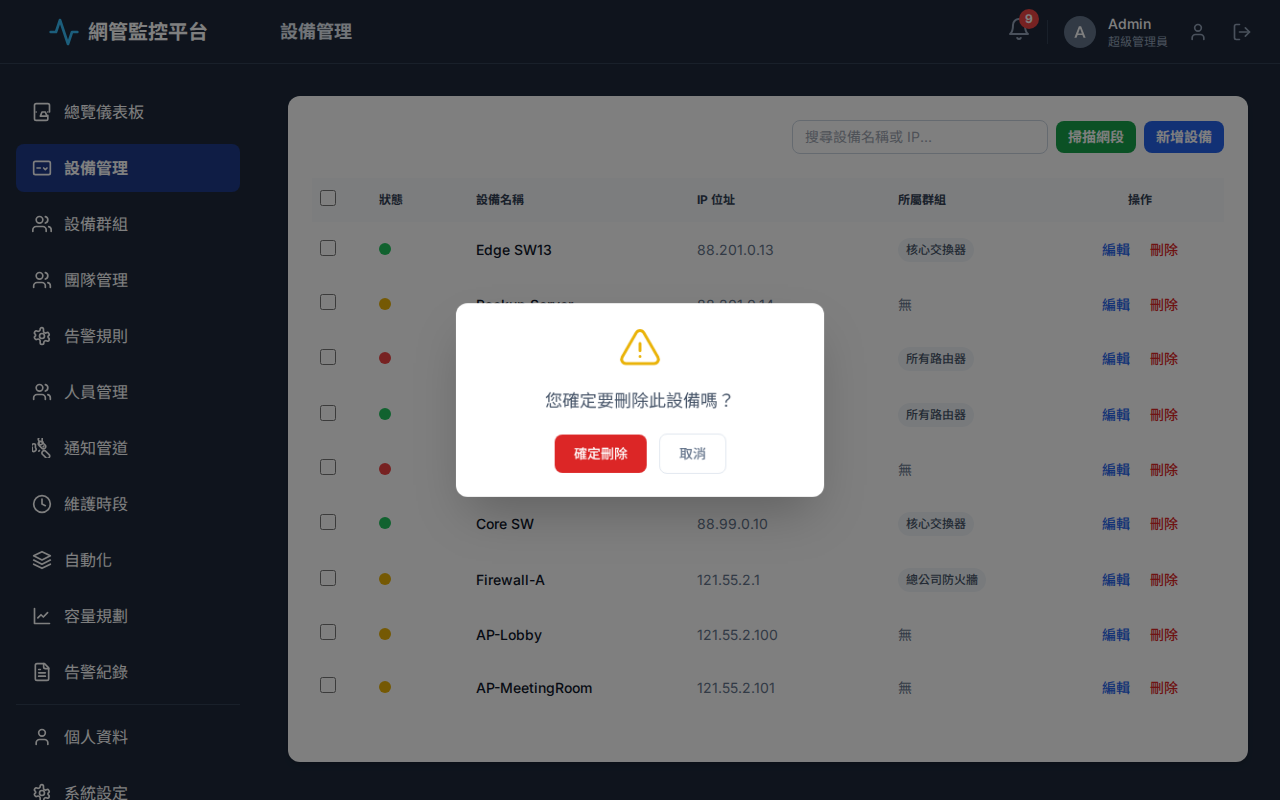 網管監控平台
設備管理
9
A
Admin
超級管理員
總覽儀表板
設備管理
設備群組
團隊管理
告警規則
人員管理
通知管道
維護時段
自動化
容量規劃
告警紀錄
個人資料
系統設定
搜尋設備名稱或 IP...
掃描網段
新增設備
狀態 設備名稱 IP 位址 所屬群組 操作
Edge SW13 88.201.0.13 核心交換器 編輯 刪除
無 編輯 刪除
所有路由器 編輯 刪除
所有路由器 編輯 刪除
無 編輯 刪除
Core SW 88.99.0.10 核心交換器 編輯 刪除
Firewall-A 121.55.2.1 總公司防火牆 編輯 刪除
AP-Lobby 121.55.2.100 無 編輯 刪除
AP-MeetingRoom 121.55.2.101 無 編輯 刪除
您確定要刪除此設備嗎？
確定刪除
取消